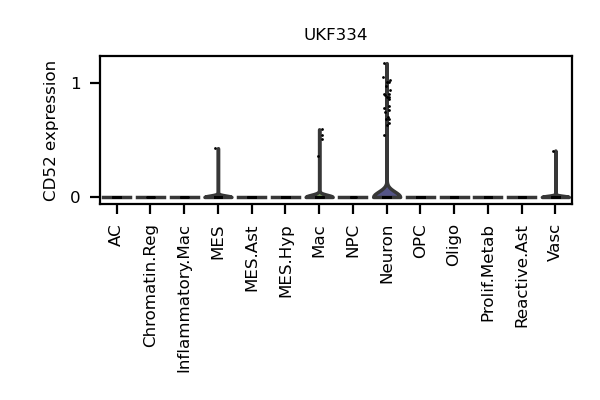 UKF334
CD52 expression
1
0
AC
Chromatin.Reg
Inflammatory.Mac
MES
MES.Ast
MES.Hyp
Mac
NPC
Neuron
OPC
Oligo
Prolif.Metab
Reactive.Ast
Vasc